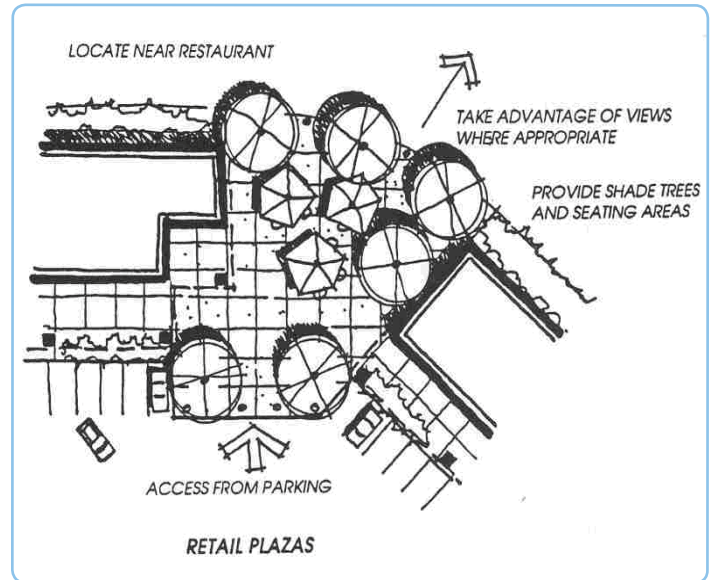 LOCATE NEAR RESTAURANT
TAKE ADVANTAGE OF VIEWS
WHERE APPROPRIATE
PROVIDE SHADE TREES
AND SEATING AREAS
ACCESS FROM PARKING
RETAIL PLAZAS